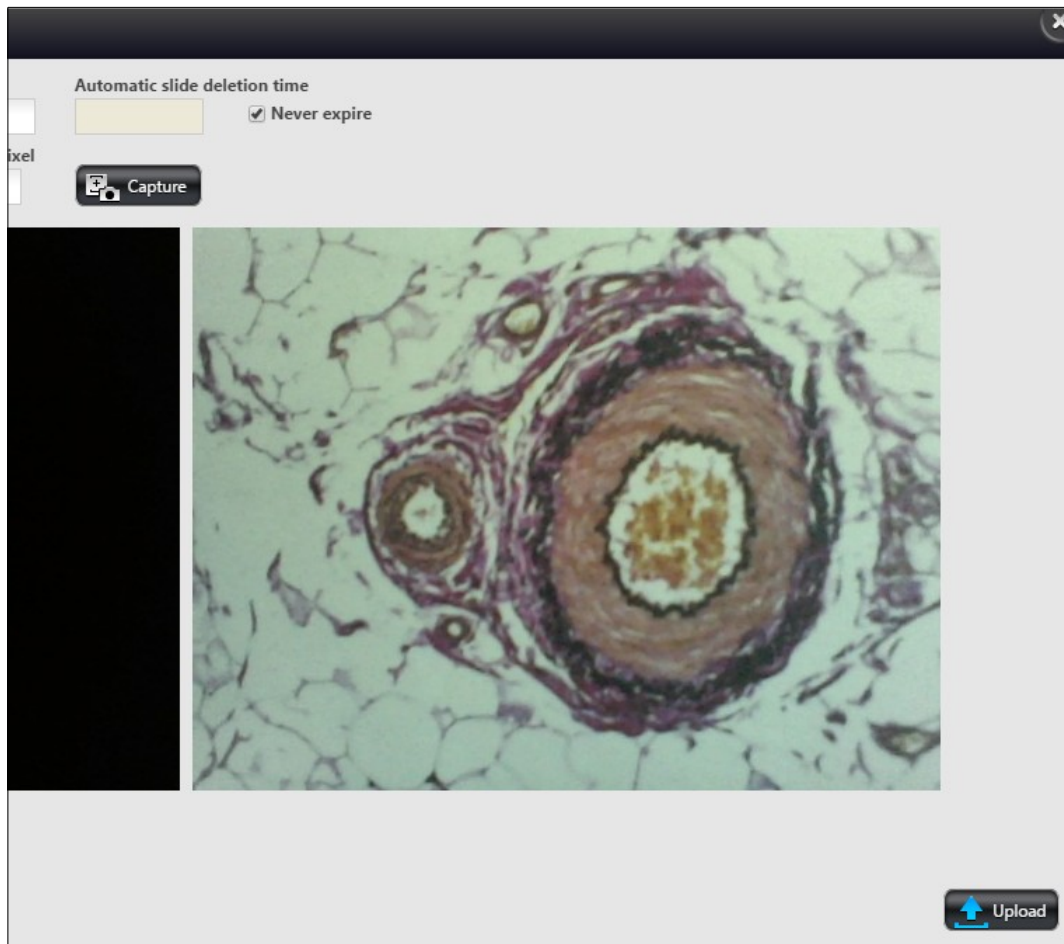 Automatic slide deletion time
Never expire
ixel
Capture
Upload